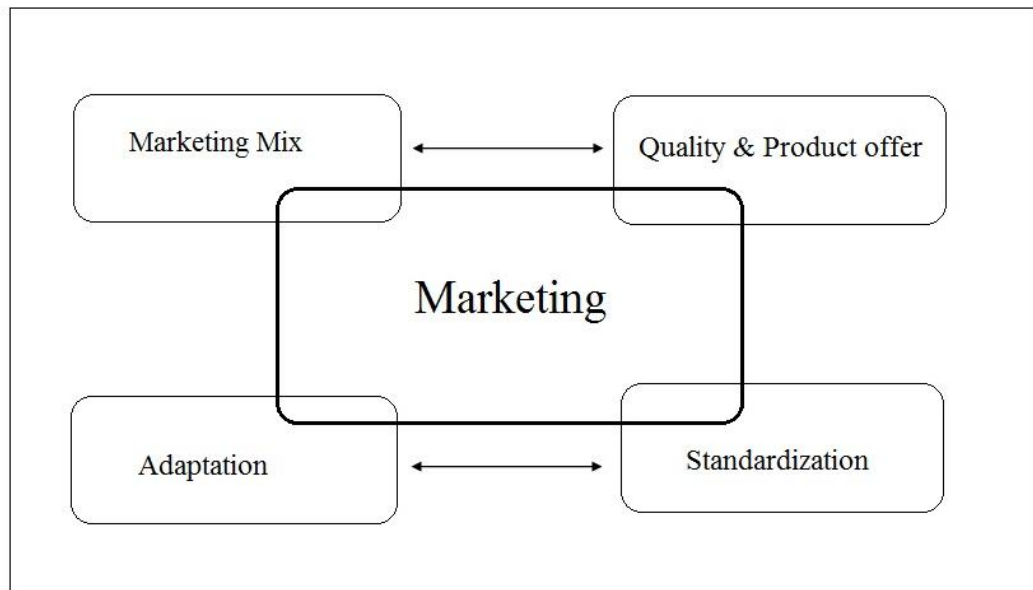 Marketing Mix
Quality & Product offer
Marketing
Adaptation
Standardization